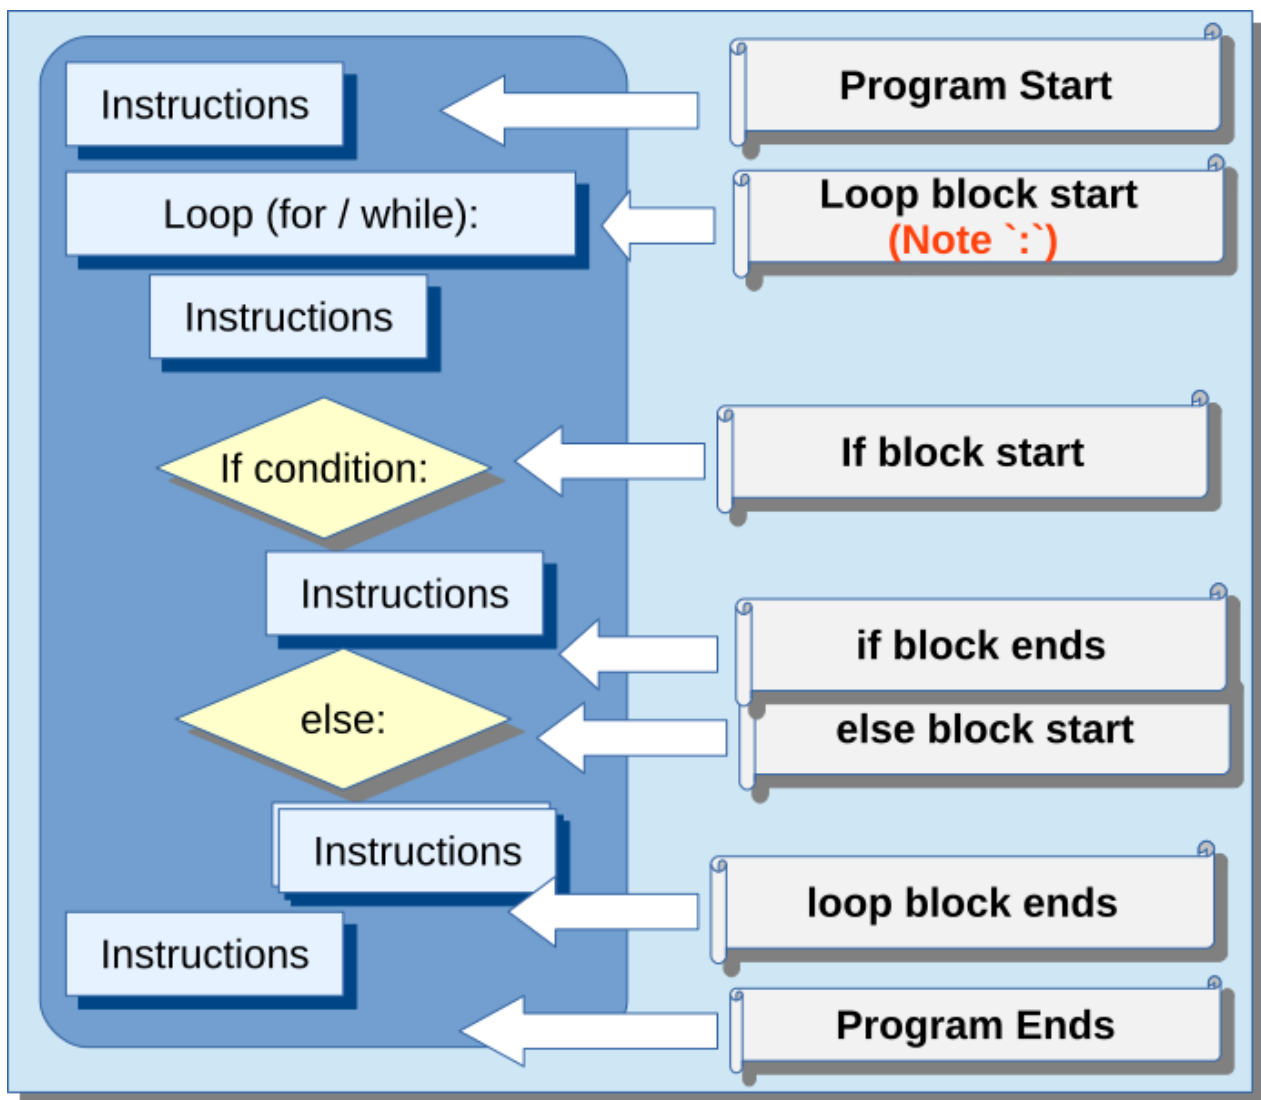 Instructions
Program Start
Loop (for / while):
Loop block start
(Note `:`)
Instructions
If condition:
If block start
Instructions
if block ends
else:
else block start
Instructions
loop block ends
Instructions
Program Ends